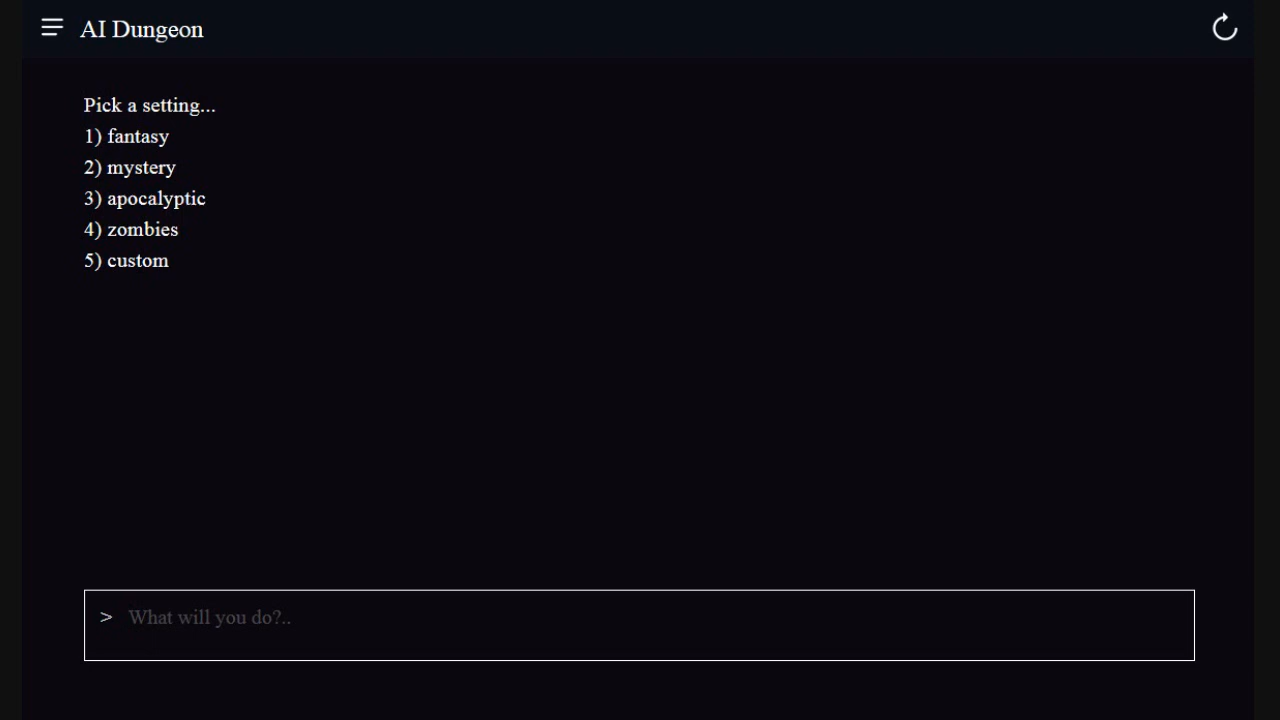 AI Dungeon
Pick a setting...
1) fantasy
2) mystery
3) apocalyptic
4) zombies
5) custom
> What will you do?..